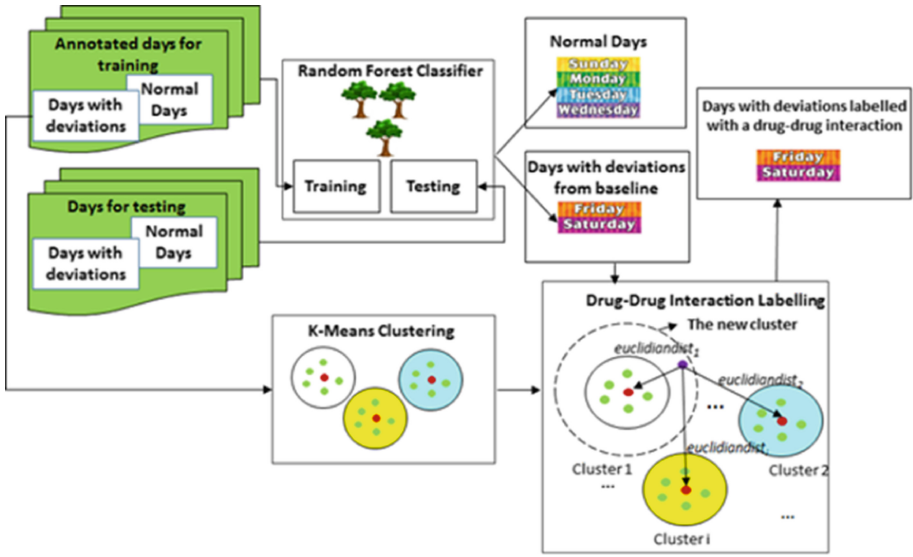 Annotated days for
training
Normal
Days
Days with
deviations
Days for testing
Normal
Days
Days with
deviations
Random Forest Classifier
Training
Testing
Normal Days
Sunday
Monday
Tuesday
Wednesday
Days with deviations
from baseline
Friday
Saturday
Days with deviations labelled
with a drug-drug interaction
Friday
Saturday
K-Means Clustering
Drug-Drug Interaction Labelling
The new cluster
euclidiandist1
euclidiandist2
...
euclidiandist
Cluster 1
...
Cluster 2
Cluster i
...